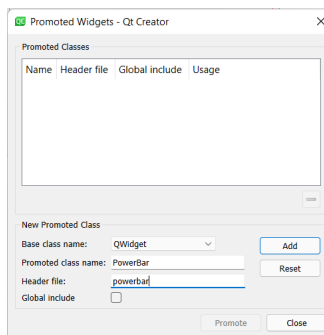 QC Promoted Widgets - Qt Creator
Promoted Classes
Name Header file Global include Usage
New Promoted Class
Base class name: QWidget
Add
Promoted class name: PowerBar
Reset
Header file: powerbar
Global include
Promote Close